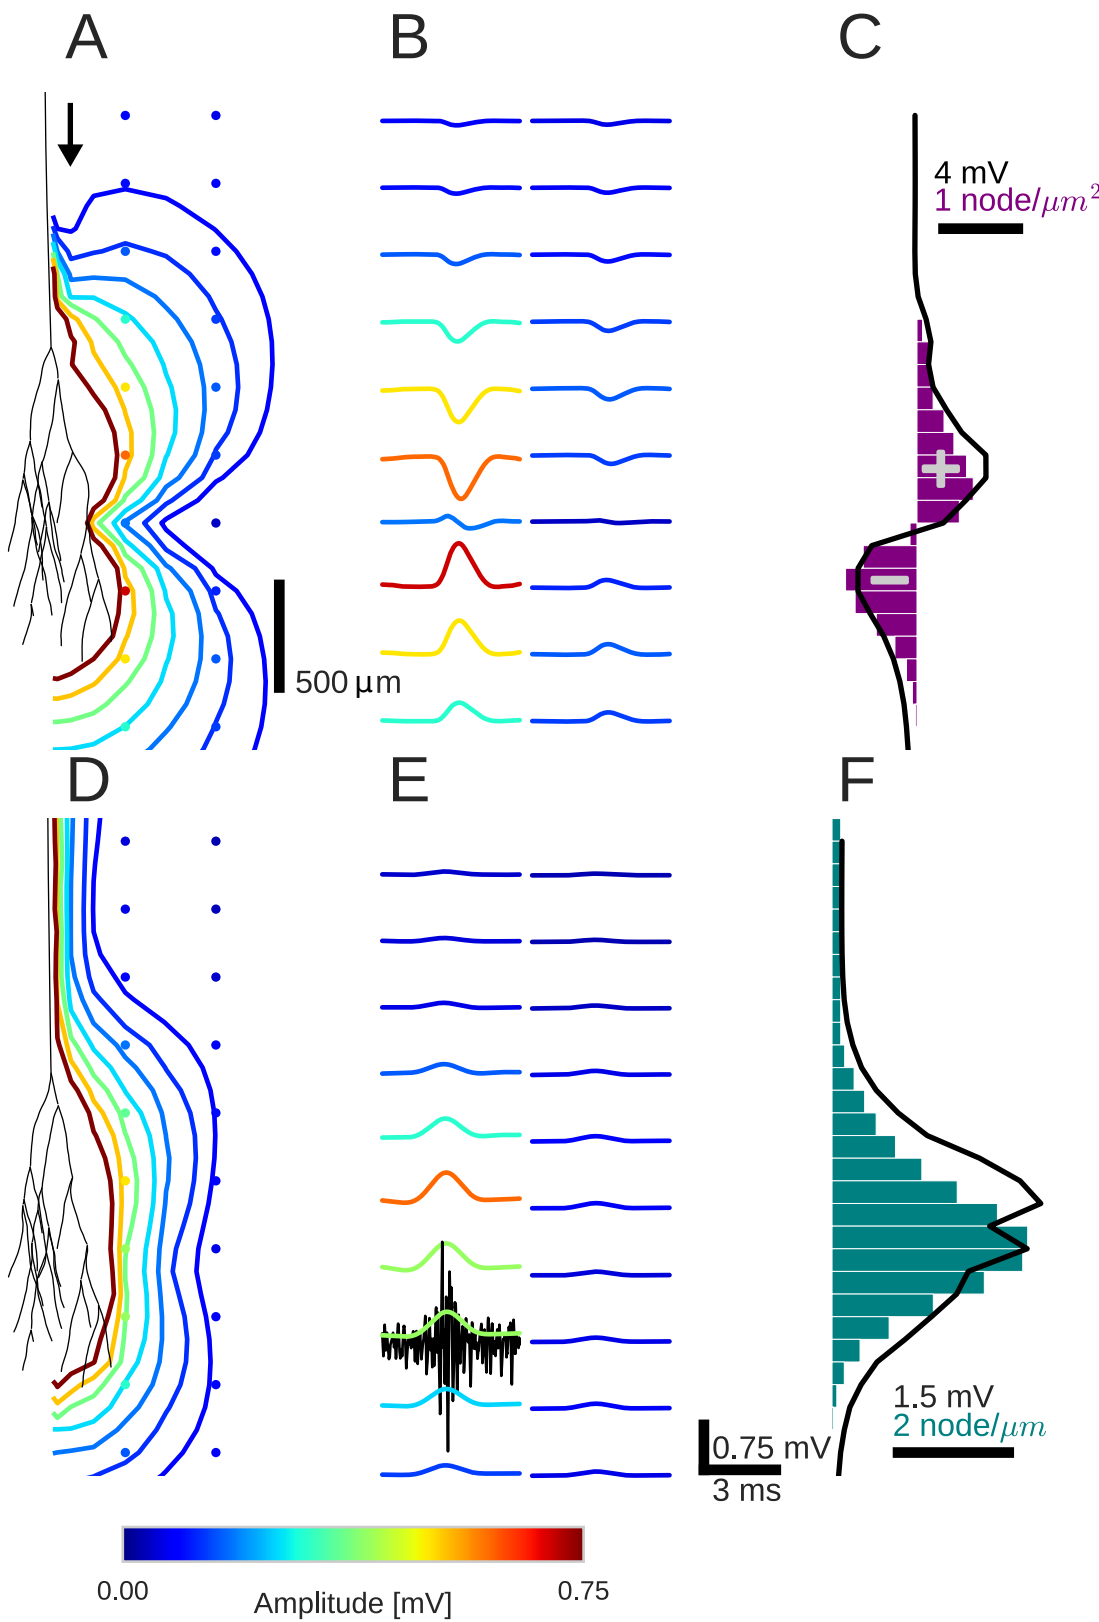 A
B
C
4 mV
1 node/μm²
500 μm
D
E
F
1.5 mV
2 node/μm
0.75 mV
3 ms
0.00
0.75
Amplitude [mV]